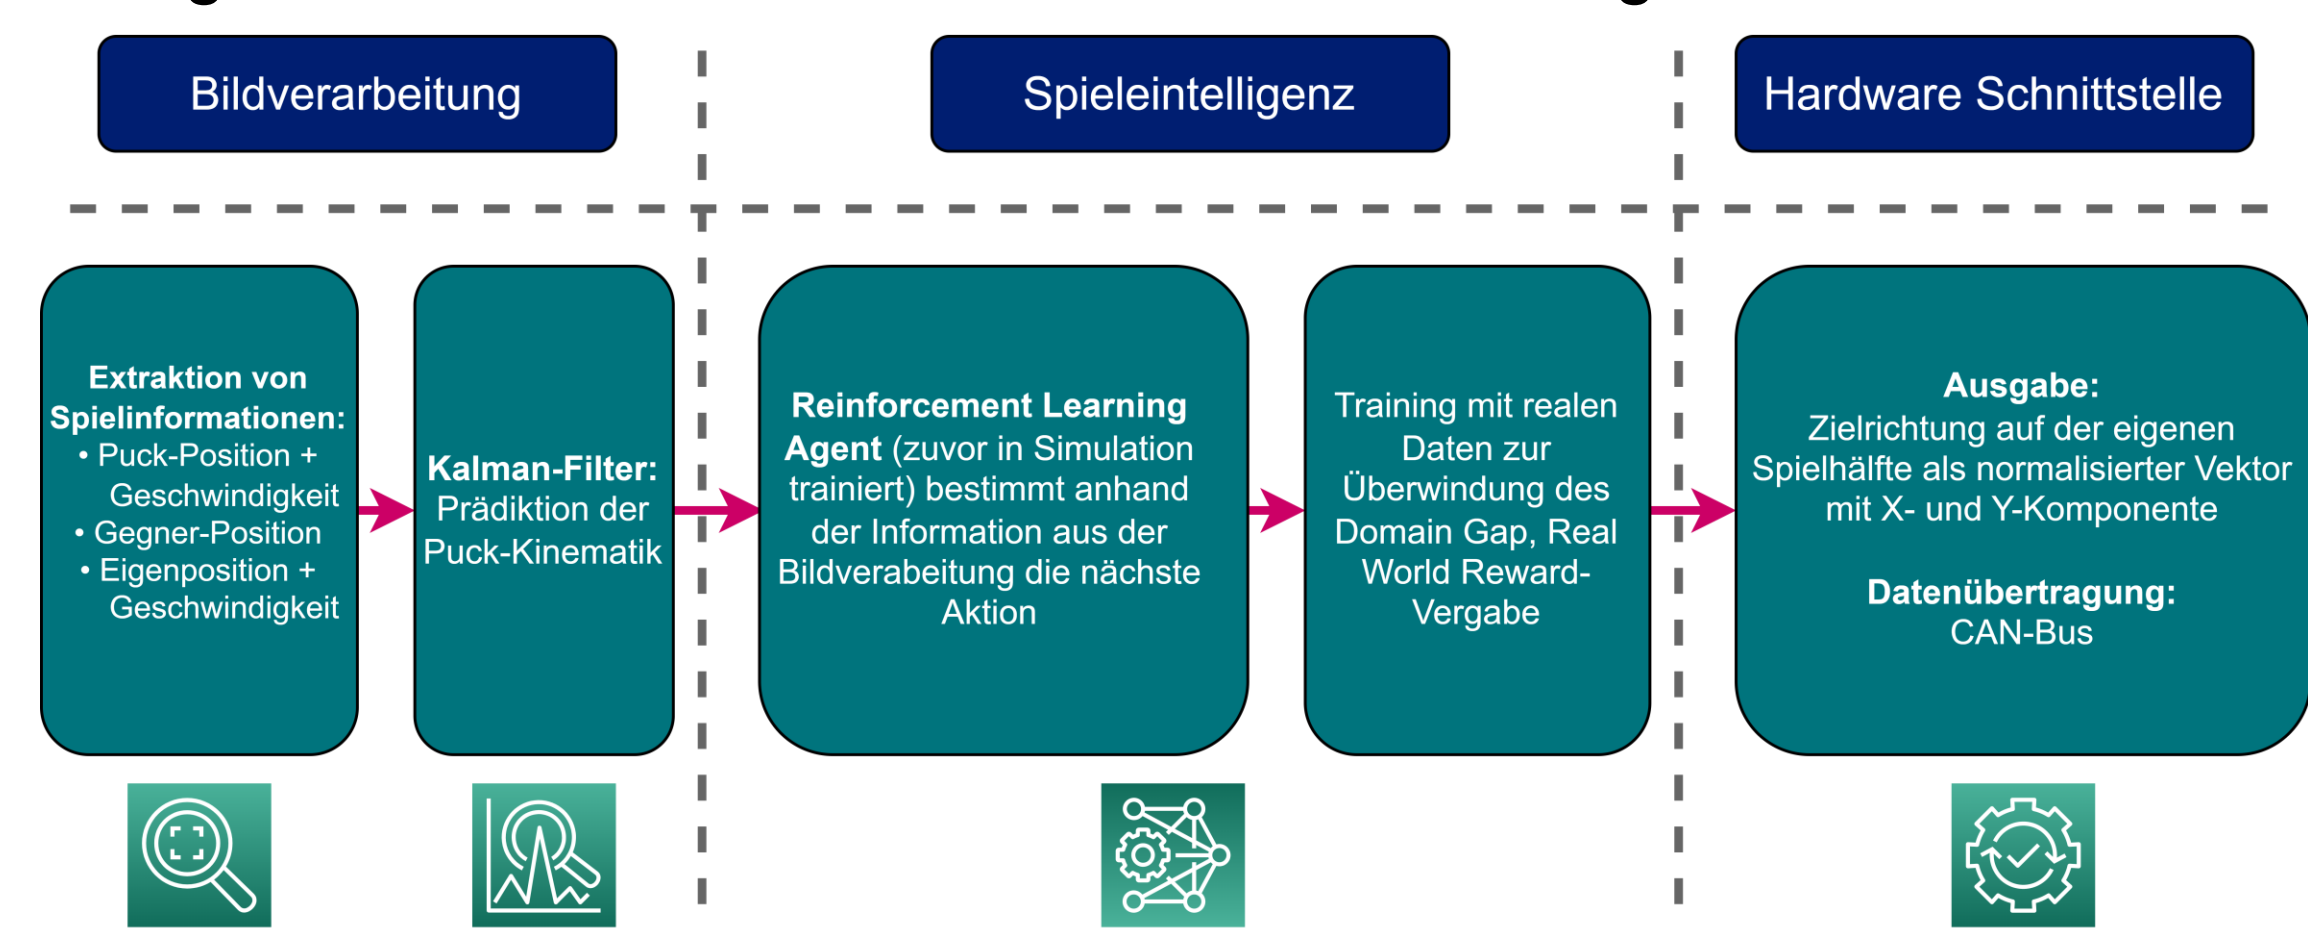 Bildverarbeitung
Spieleintelligenz
Hardware Schnittstelle
Extraktion von
Spielinformationen:
• Puck-Position +
Geschwindigkeit
• Gegner-Position
• Eigenposition +
Geschwindigkeit
Kalman-Filter:
Prädiktion der
Puck-Kinematik
Reinforcement Learning
Agent (zuvor in Simulation
trainiert) bestimmt anhand
der Information aus der
Bildverabeitung die nächste
Aktion
Training mit realen
Daten zur
Überwindung des
Domain Gap, Real
World Reward-
Vergabe
Ausgabe:
Zielrichtung auf der eigenen
Spielhälfte als normalisierter Vektor
mit X- und Y-Komponente
Datenübertragung:
CAN-Bus